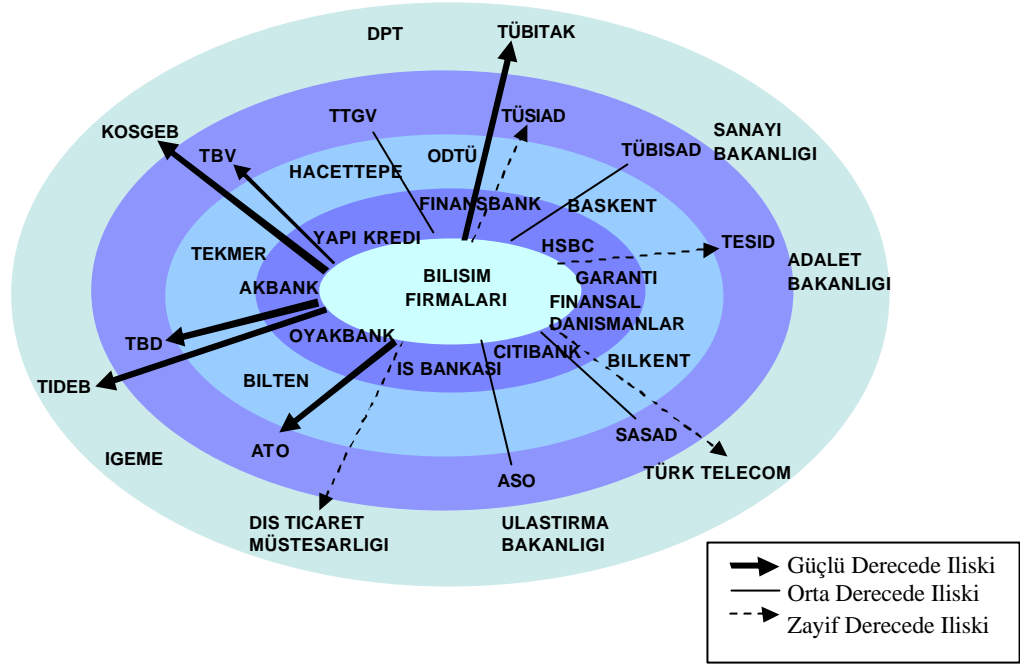 DPT
TÜBITAK
TTGV
TÜSIAD
KOSGEB
TBV
SANAYI
BAKANLIGI
TÜBISAD
ODTÜ
HACETTEPE
FINANSBANK
BASKENT
YAPI KREDI
HSBC
TESID
TEKMER
ADALET
BAKANLIGI
BILISIM
FIRMALARI
GARANTI
AKBANK
FINANSAL
DANISMANLAR
OYAKBANK
TBD
CITIBANK
BILKENT
IS BANKASI
TIDEB
BILTEN
SASAD
ATO
IGEME
TÜRK TELECOM
ASO
DIS TICARET
MÜSTESARLIGI
ULASTIRMA
BAKANLIGI
Güçlü Derecede Iliski
Orta Derecede Iliski
Zayif Derecede Iliski